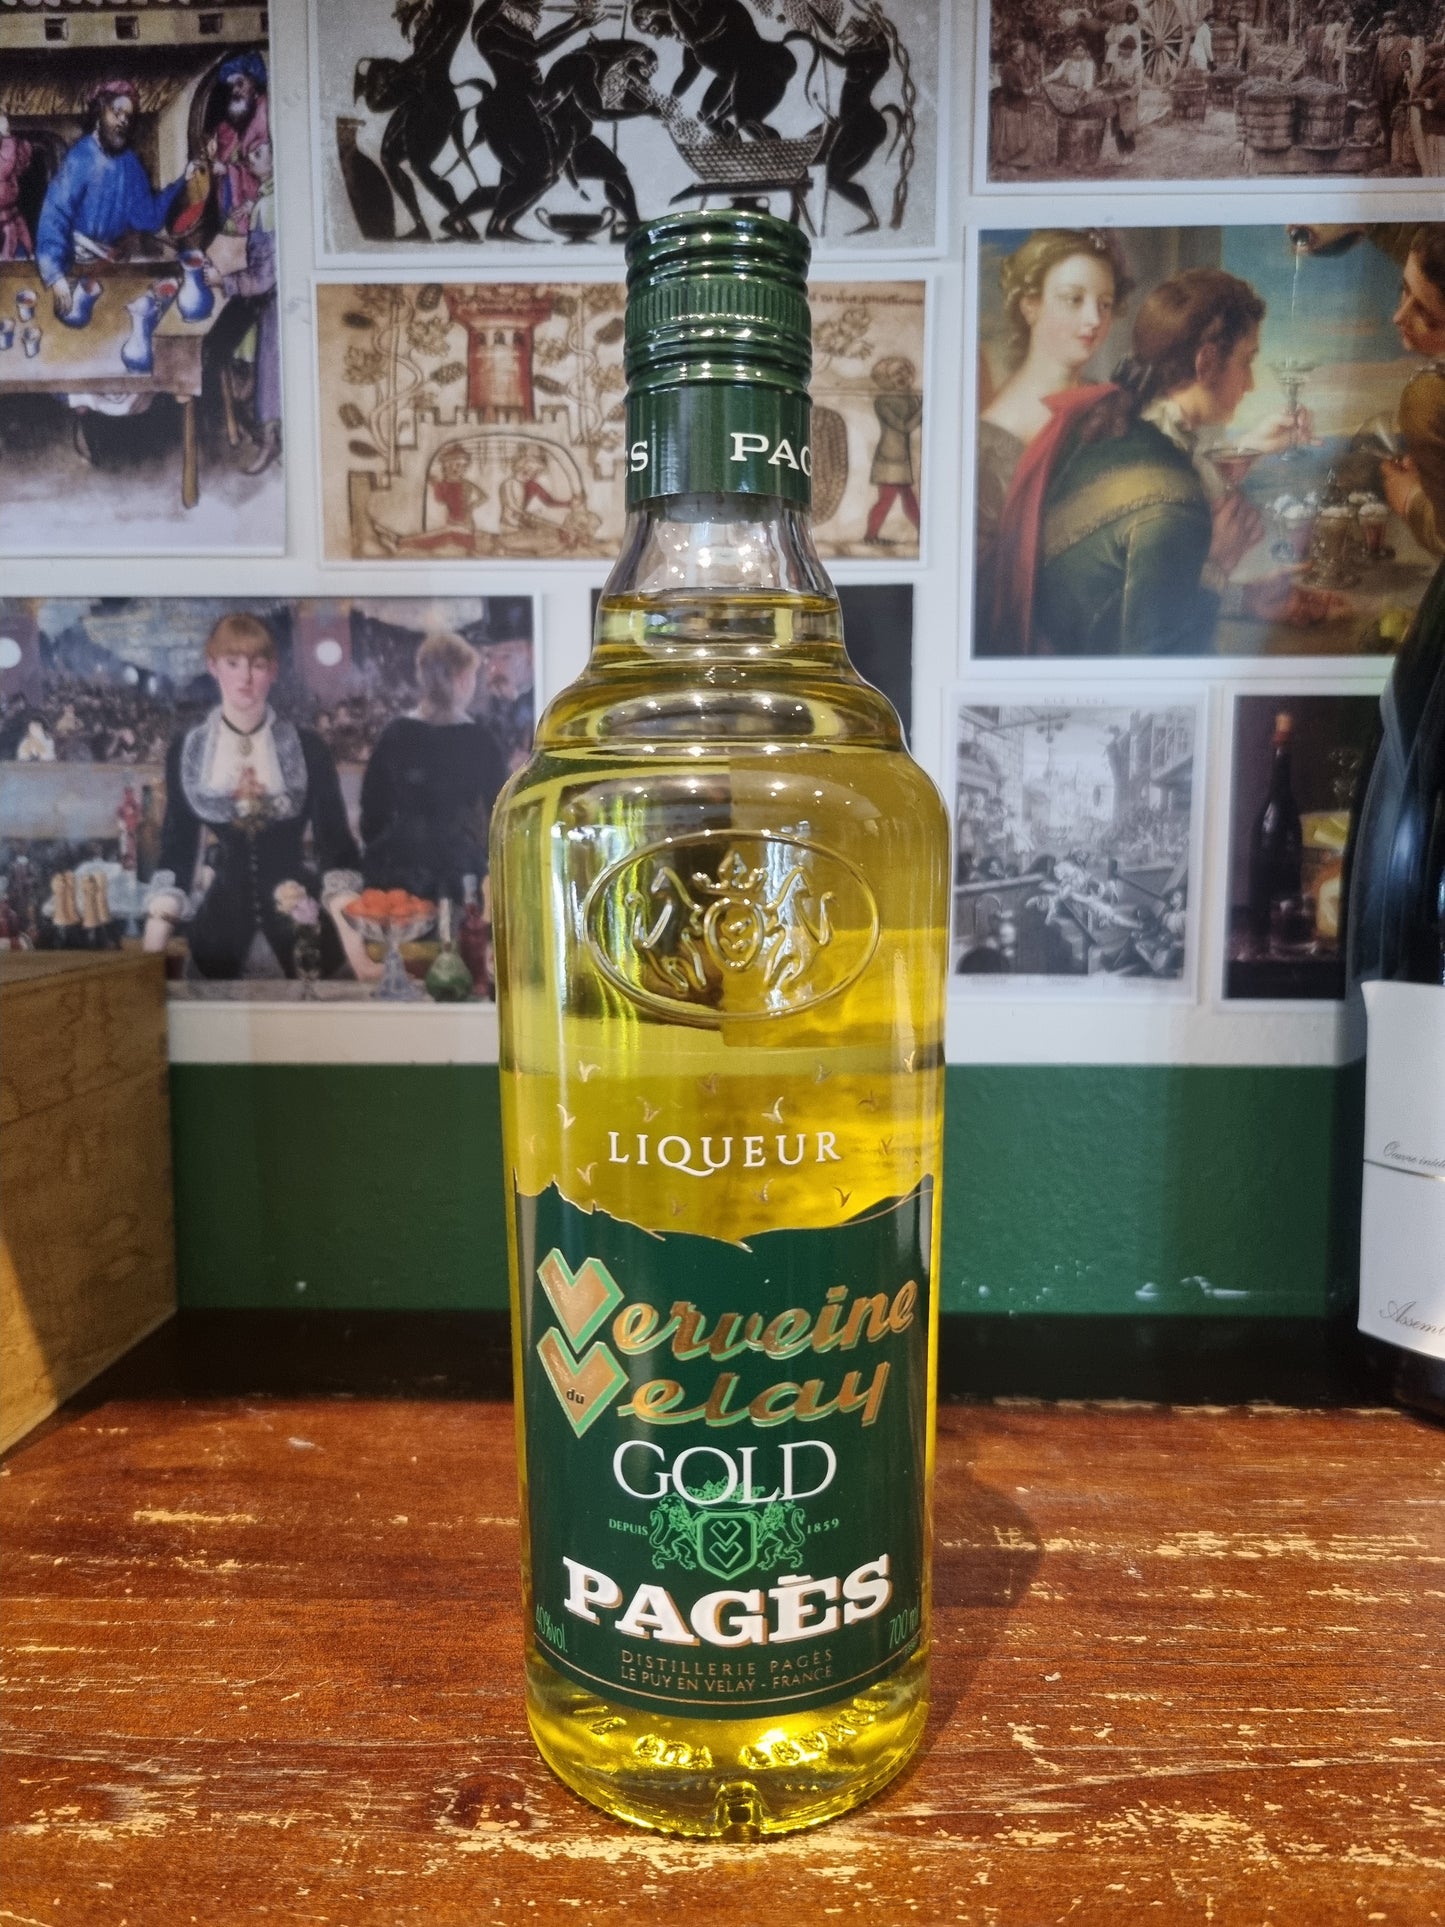 PAGÈS
LIQUEUR
Verveine
du Velay
GOLD
DEPUIS 1859
PAGÈS
40%vol. 700 ml
DISTILLERIE PAGÈS
LE PUY EN VELAY - FRANCE